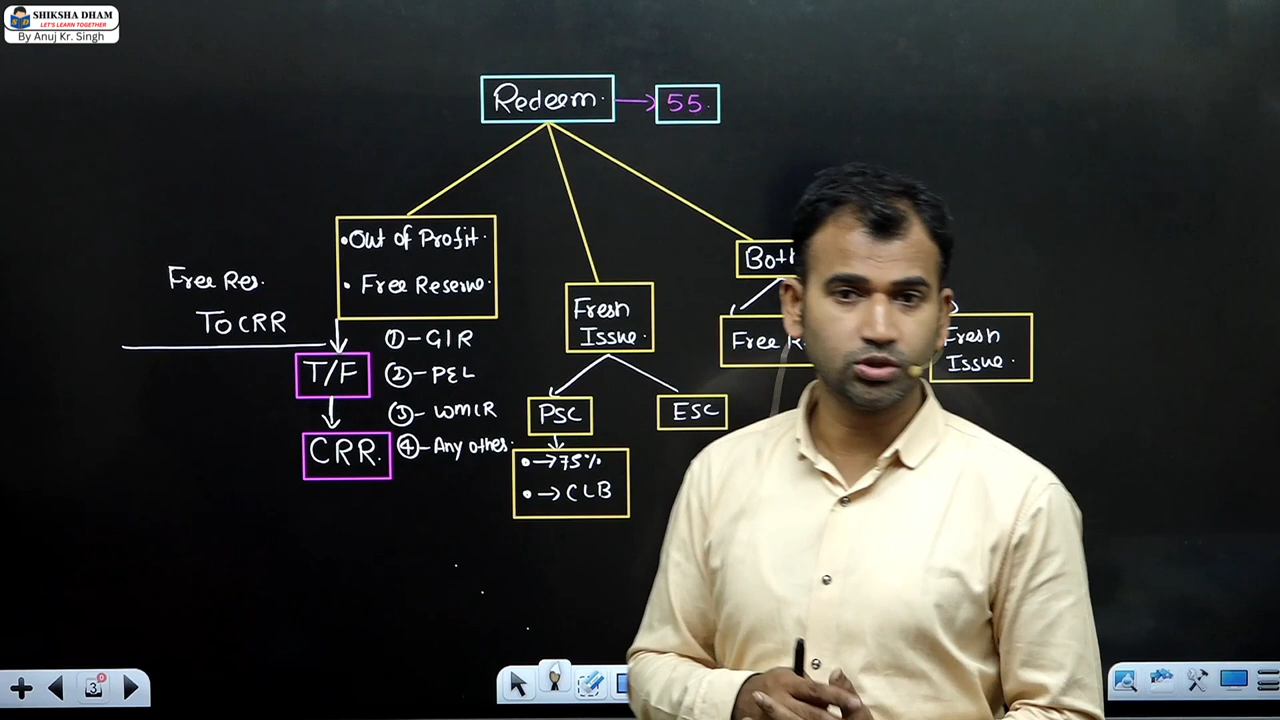 SHIKSHA DHAM
LET'S LEARN TOGETHER
By Anuj Kr. Singh
Redeem.
55.
• Out of Profit.
• Free Reserve.
Free Res.
To CRR
T/F
CRR.
① - GIR
② - P&L
③ - WMCR
④ - Any other.
Fresh
Issue.
PSC
ESC
• → 75%
• → CLB
Both
Free R
Fresh
Issue.
3